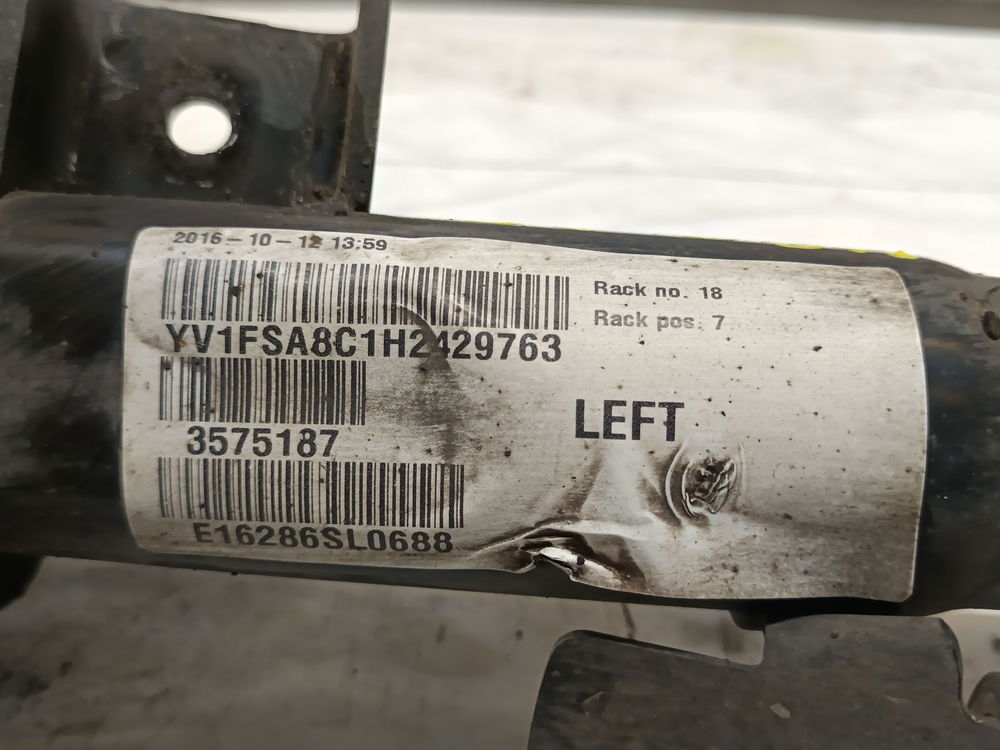 2016-10-12 13:59
Rack no. 18
YV1FSA8C1H2429763
Rack pos. 7
3575187
LEFT
E16286SL0688